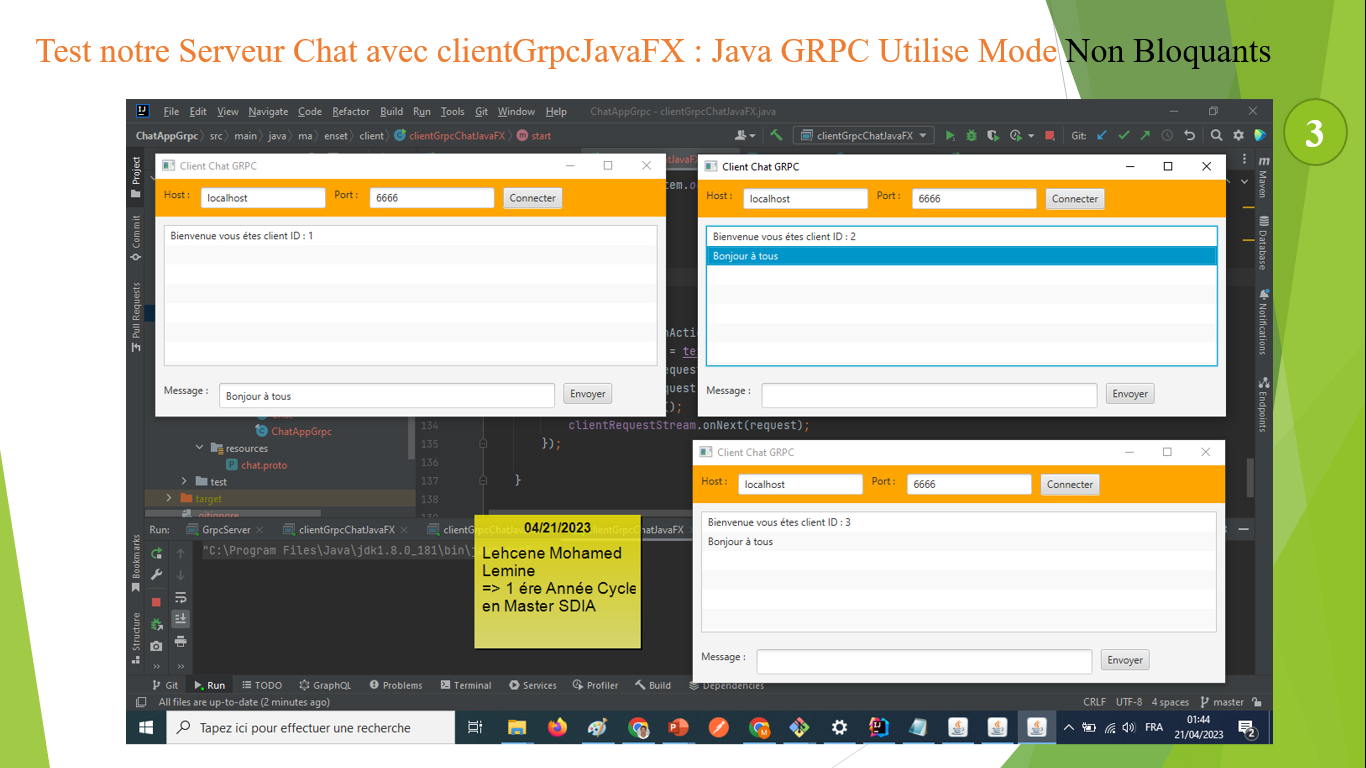 Test notre Serveur Chat avec clientGrpcJavaFX : Java GRPC Utilise Mode Non Bloquants
3
File Edit View Navigate Code Refactor Build Run Tools Git Window Help ChatAppGrpc - clientGrpcChatJavaFX.java
ChatAppGrpc src main java ma enset client clientGrpcChatJavaFX start clientGrpcChatJavaFX Git:
Project
Commit
Pull Requests
Bookmarks
Structure
Client Chat GRPC
Host : localhost Port : 6666 Connecter
Bienvenue vous étes client ID : 1
Message : Bonjour à tous Envoyer
Client Chat GRPC
Host : localhost Port : 6666 Connecter
Bienvenue vous étes client ID : 2
Bonjour à tous
Message : Envoyer
Maven
Database
Notifications
Endpoints
ChatAppGrpc
resources
chat.proto
test
target
.gitignore
134 clientRequestStream.onNext(request);
135 });
136
137 }
138
Client Chat GRPC
Host : localhost Port : 6666 Connecter
Bienvenue vous étes client ID : 3
Bonjour à tous
Message : Envoyer
Run: GrpcServer clientGrpcChatJavaFX
"C:\Program Files\Java\jdk1.8.0_181\bin\
04/21/2023
Lehcene Mohamed
Lemine
=> 1 ére Année Cycle
en Master SDIA
Git Run TODO GraphQL Problems Terminal Services Profiler Build Dependencies
All files are up-to-date (2 minutes ago) CRLF UTF-8 4 spaces master
Tapez ici pour effectuer une recherche
FRA
01:44
21/04/2023
2